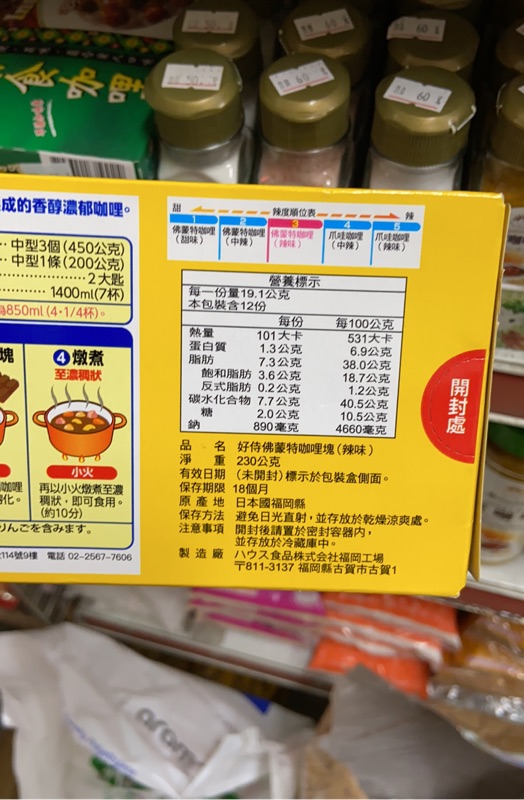 60
60
50
60
60
食咖哩
成的香醇濃郁咖哩。
中型3個(450公克)
中型1條(200公克)
2大匙
1400ml(7杯)
850ml(4·1/4杯)。
塊
4 燉煮
至濃稠狀
小火
咖哩
再以小火燉煮至濃
化。
稠狀，即可食用。
(約10分)
りんごを含みます。
114號9樓 電話 02-2567-7606
甜 辣度順位表 辣
1 2 3 4 5
佛蒙特咖哩 佛蒙特咖哩 佛蒙特咖哩 爪哇咖哩 爪哇咖哩
(甜味) (中辣) (辣味) (中辣) (辣味)
營養標示
每一份量19.1公克
本包裝含12份
每份 每100公克
熱量 101大卡 531大卡
蛋白質 1.3公克 6.9公克
脂肪 7.3公克 38.0公克
飽和脂肪 3.6公克 18.7公克
反式脂肪 0.2公克 1.2公克
碳水化合物 7.7公克 40.5公克
糖 2.0公克 10.5公克
鈉 890毫克 4660毫克
開封處
品名 好侍佛蒙特咖哩塊(辣味)
淨重 230公克
有效日期 (未開封)標示於包裝盒側面。
保存期限 18個月
原產地 日本國福岡縣
保存方法 避免日光直射，並存放於乾燥涼爽處。
注意事項 開封後請置於密封容器內，
並存放於冷藏庫中。
製造廠 ハウス食品株式会社福岡工場
〒811-3137 福岡縣古賀市古賀1